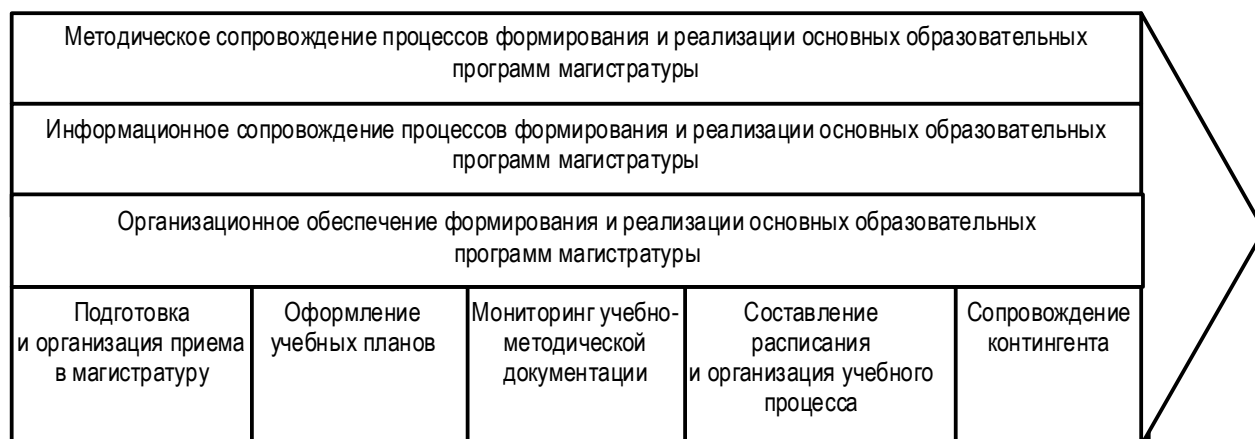 Методическое сопровождение процессов формирования и реализации основных образовательных
программ магистратуры
Информационное сопровождение процессов формирования и реализации основных образовательных
программ магистратуры
Организационное обеспечение формирования и реализации основных образовательных
программ магистратуры
Подготовка
и организация приема
в магистратуру
Оформление
учебных планов
Мониторинг учебно-
методической
документации
Составление
расписания
и организация учебного
процесса
Сопровождение
контингента